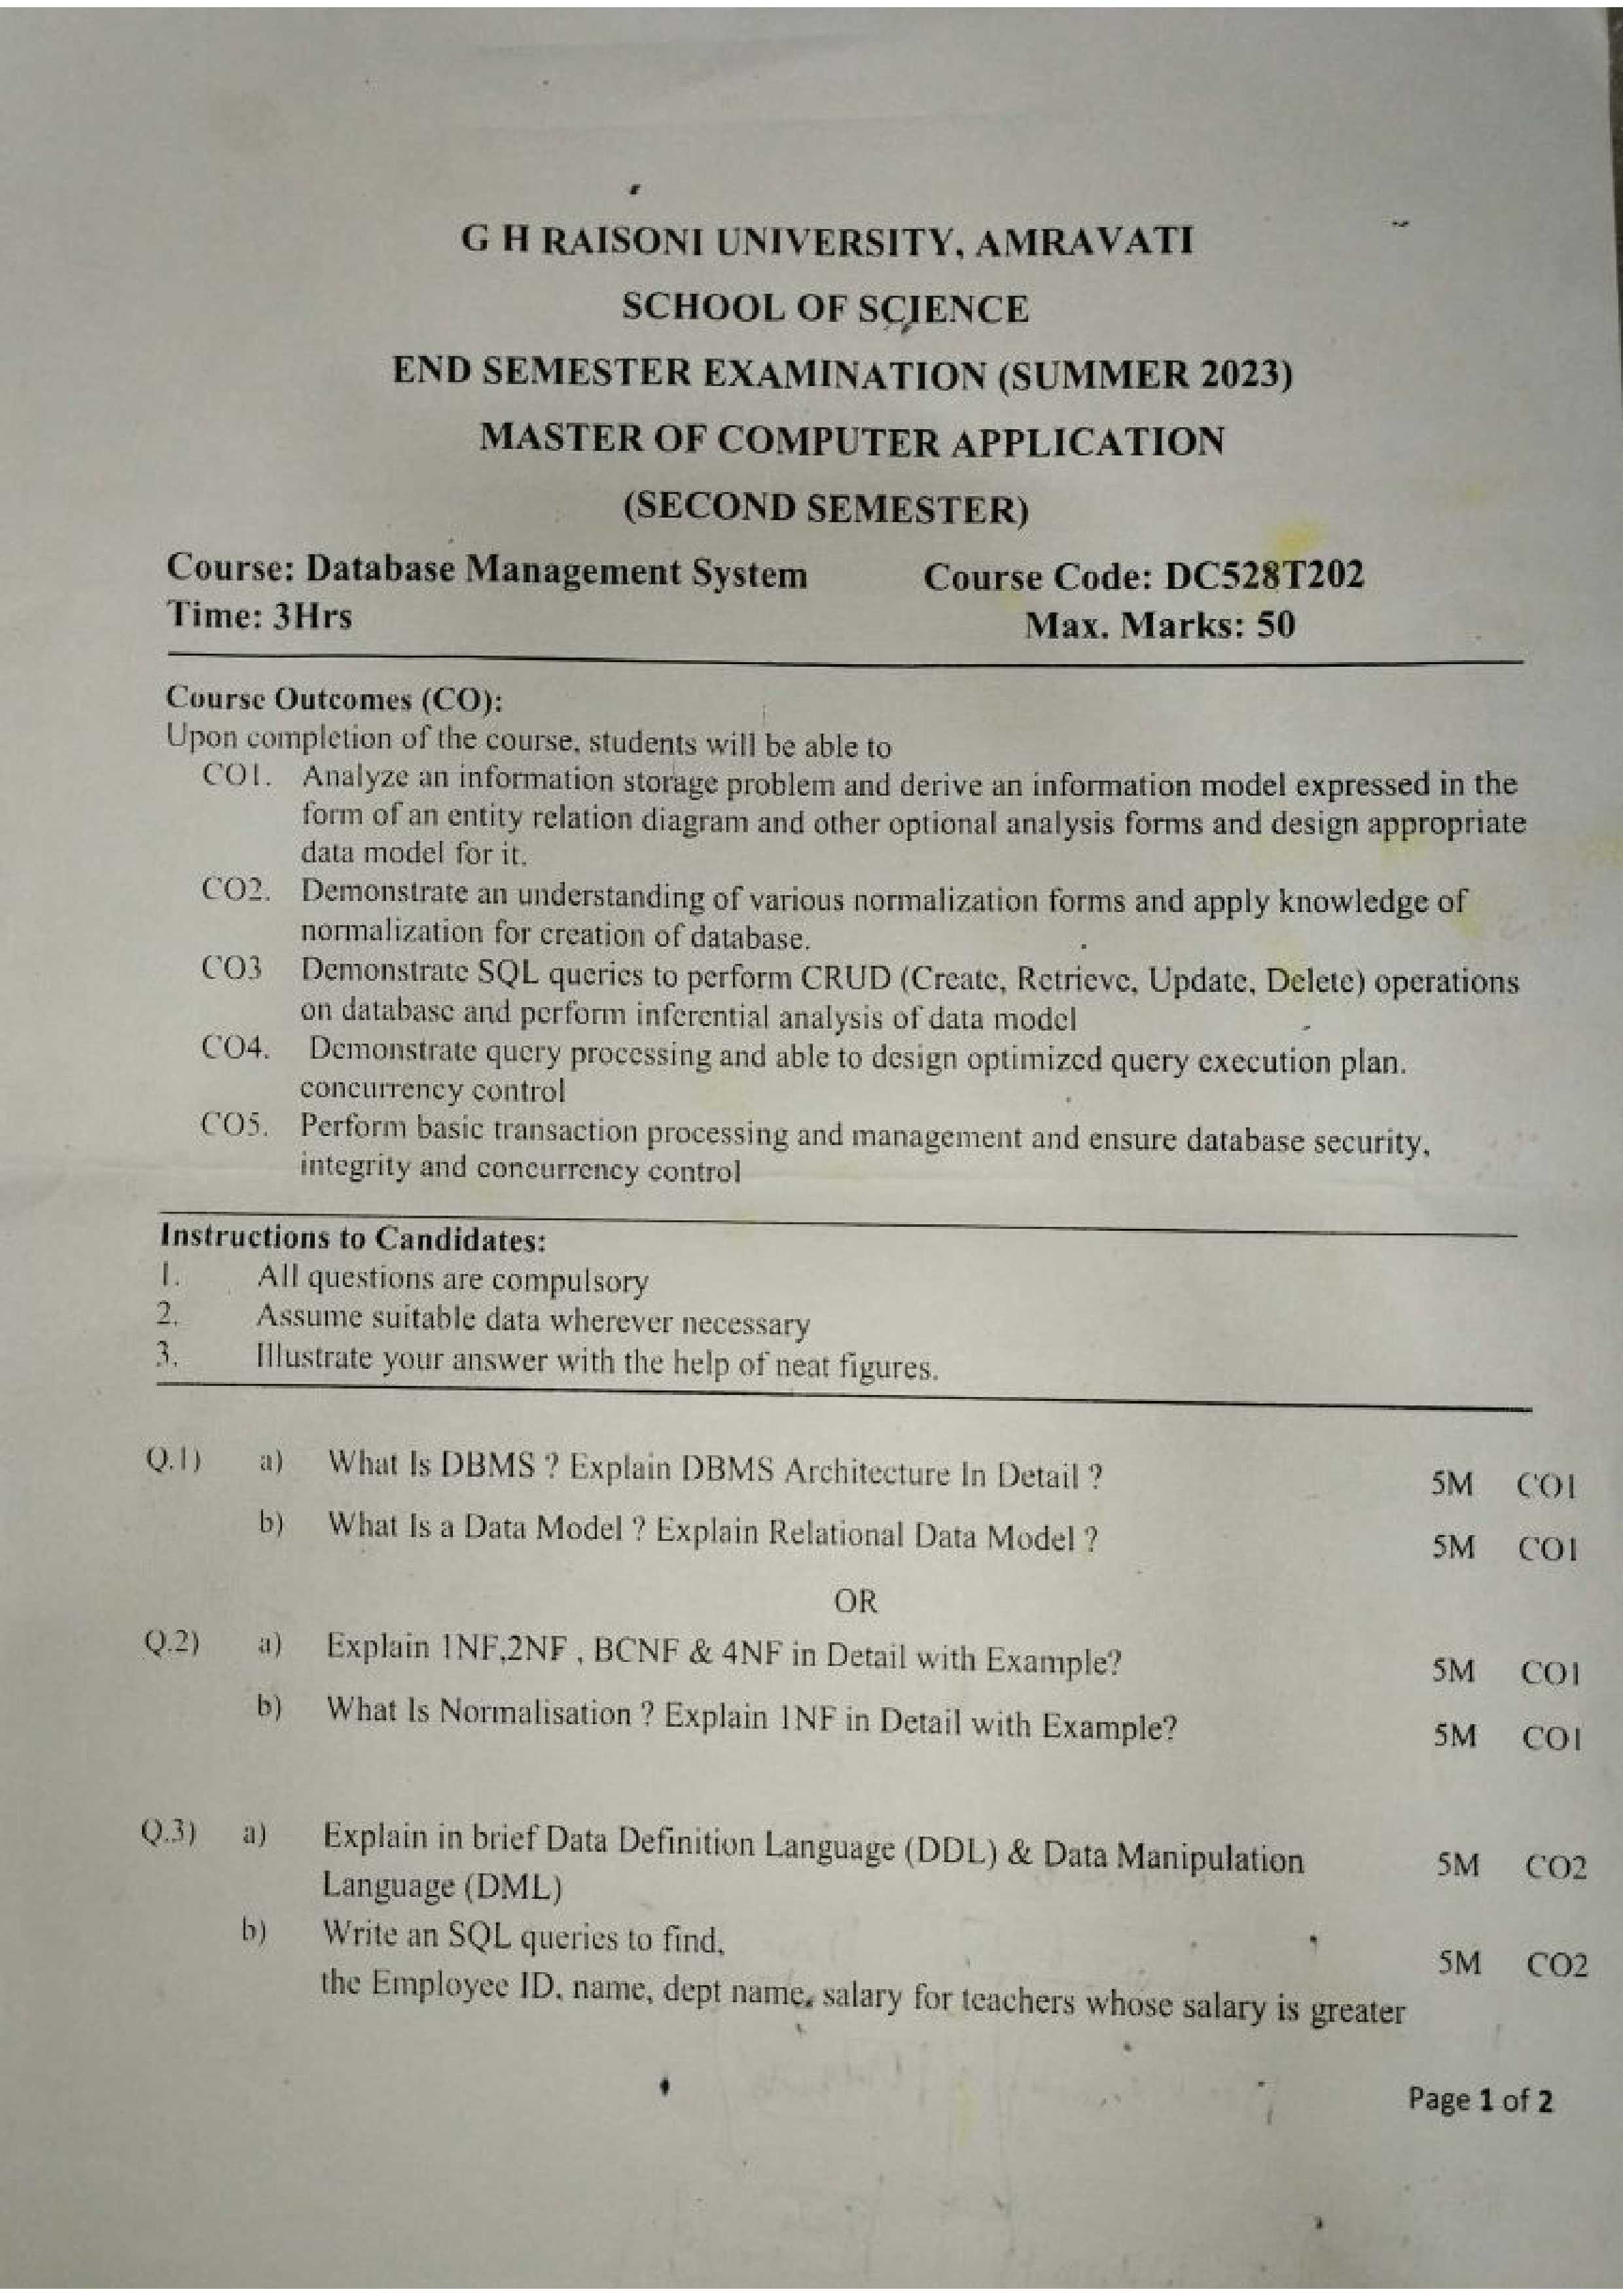 G H RAISONI UNIVERSITY, AMRAVATI
SCHOOL OF SCIENCE
END SEMESTER EXAMINATION (SUMMER 2023)
MASTER OF COMPUTER APPLICATION
(SECOND SEMESTER)
Course: Database Management System Course Code: DC528T202
Time: 3Hrs Max. Marks: 50
Course Outcomes (CO):
Upon completion of the course, students will be able to
CO1. Analyze an information storage problem and derive an information model expressed in the
form of an entity relation diagram and other optional analysis forms and design appropriate
data model for it.
CO2. Demonstrate an understanding of various normalization forms and apply knowledge of
normalization for creation of database.
CO3 Demonstrate SQL queries to perform CRUD (Create, Retrieve, Update, Delete) operations
on database and perform inferential analysis of data model
CO4. Demonstrate query processing and able to design optimized query execution plan.
concurrency control
CO5. Perform basic transaction processing and management and ensure database security,
integrity and concurrency control
Instructions to Candidates:
1. All questions are compulsory
2. Assume suitable data wherever necessary
3. Illustrate your answer with the help of neat figures.
Q.1) a) What Is DBMS ? Explain DBMS Architecture In Detail ? 5M CO1
b) What Is a Data Model ? Explain Relational Data Model ? 5M CO1
OR
Q.2) a) Explain 1NF,2NF , BCNF & 4NF in Detail with Example? 5M CO1
b) What Is Normalisation ? Explain 1NF in Detail with Example? 5M CO1
Q.3) a) Explain in brief Data Definition Language (DDL) & Data Manipulation 5M CO2
Language (DML)
b) Write an SQL queries to find, 5M CO2
the Employee ID, name, dept name, salary for teachers whose salary is greater
Page 1 of 2